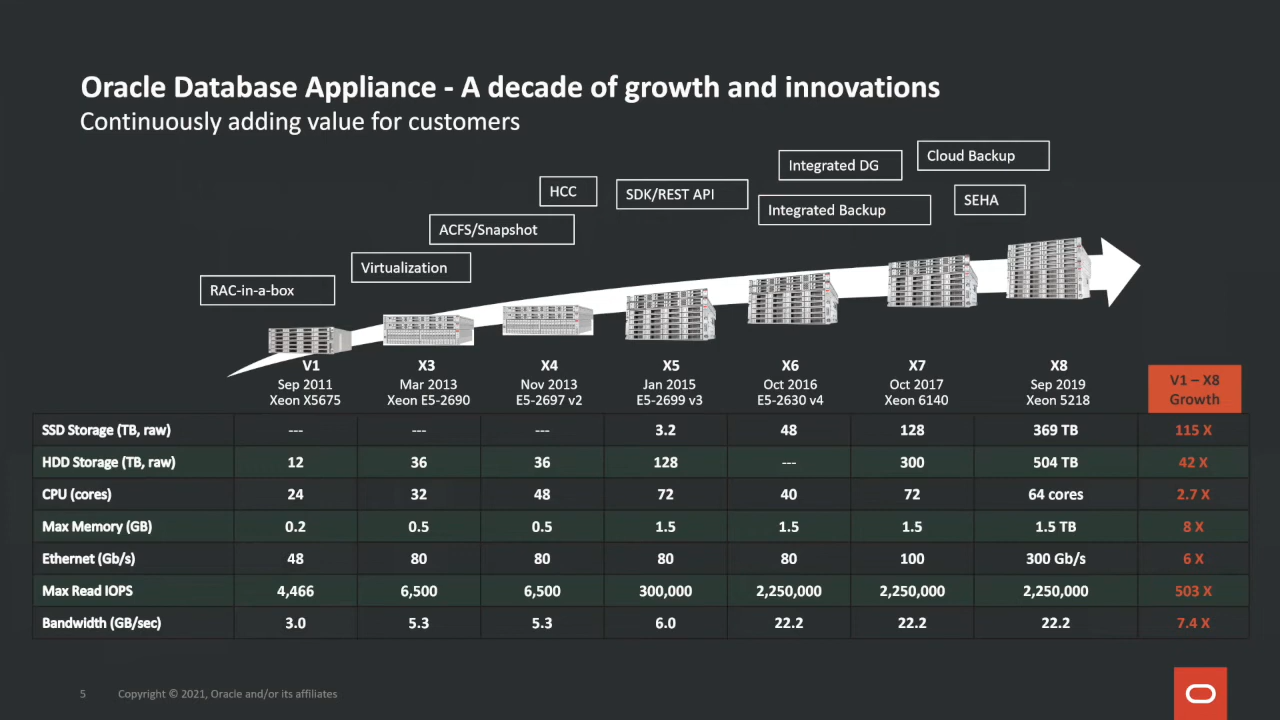 Oracle Database Appliance - A decade of growth and innovations
Continuously adding value for customers
Cloud Backup
Integrated DG
HCC
SDK/REST API
SEHA
Integrated Backup
ACFS/Snapshot
Virtualization
RAC-in-a-box
V1 X3 X4 X5 X6 X7 X8
Sep 2011 Mar 2013 Nov 2013 Jan 2015 Oct 2016 Oct 2017 Sep 2019
Xeon X5675 Xeon E5-2690 E5-2697 v2 E5-2699 v3 E5-2630 v4 Xeon 6140 Xeon 5218
V1 – X8
Growth
SSD Storage (TB, raw) --- --- --- 3.2 48 128 369 TB 115 X
HDD Storage (TB, raw) 12 36 36 128 --- 300 504 TB 42 X
CPU (cores) 24 32 48 72 40 72 64 cores 2.7 X
Max Memory (GB) 0.2 0.5 0.5 1.5 1.5 1.5 1.5 TB 8 X
Ethernet (Gb/s) 48 80 80 80 80 100 300 Gb/s 6 X
Max Read IOPS 4,466 6,500 6,500 300,000 2,250,000 2,250,000 2,250,000 503 X
Bandwidth (GB/sec) 3.0 5.3 5.3 6.0 22.2 22.2 22.2 7.4 X
5 Copyright © 2021, Oracle and/or its affiliates